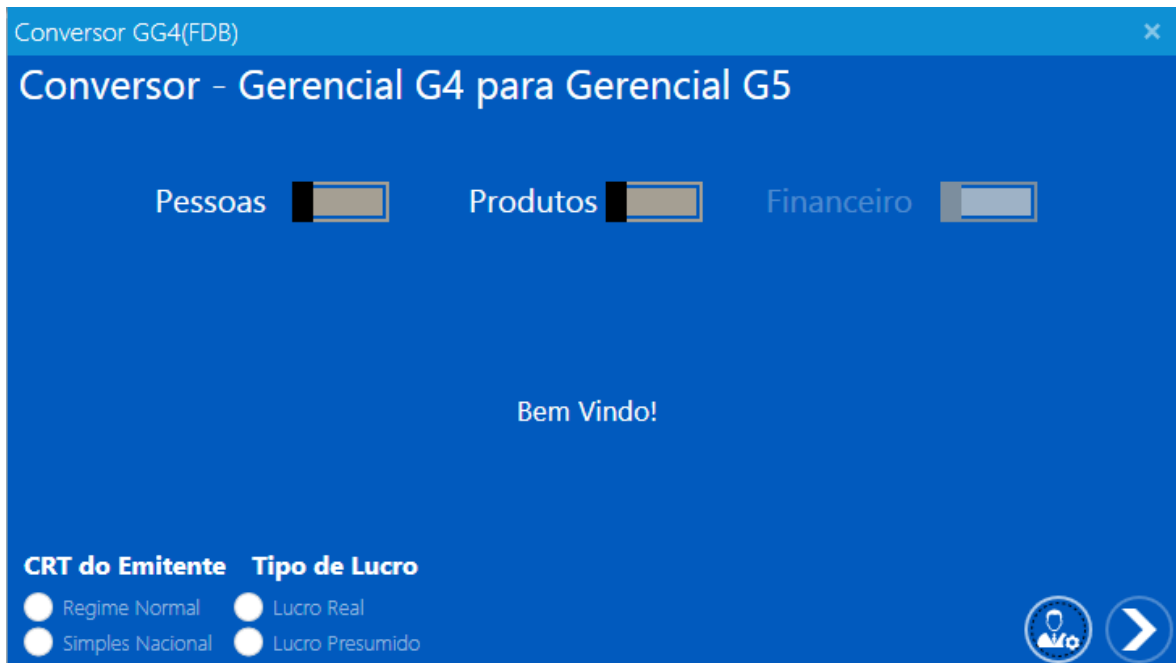 Conversor GG4(FDB)
Conversor - Gerencial G4 para Gerencial G5
Pessoas Produtos Financeiro
Bem Vindo!
CRT do Emitente Tipo de Lucro
Regime Normal Lucro Real
Simples Nacional Lucro Presumido